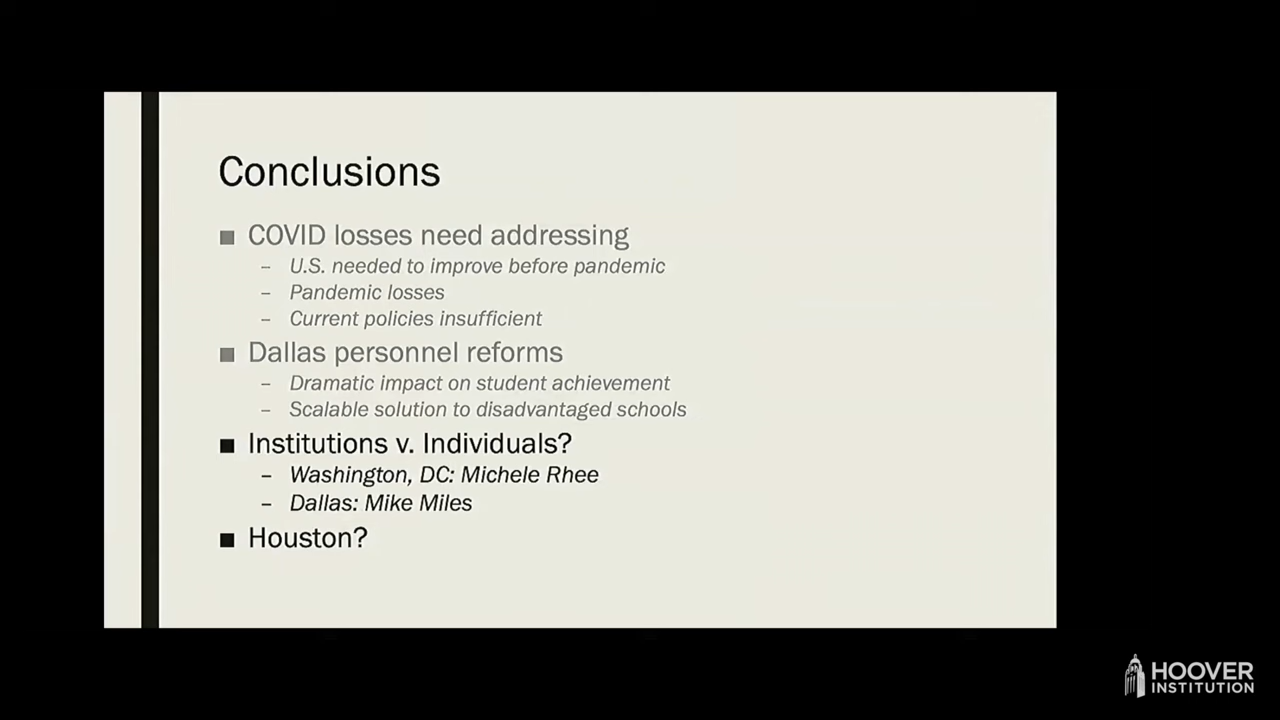 Conclusions
■ COVID losses need addressing
– U.S. needed to improve before pandemic
– Pandemic losses
– Current policies insufficient
■ Dallas personnel reforms
– Dramatic impact on student achievement
– Scalable solution to disadvantaged schools
■ Institutions v. Individuals?
– Washington, DC: Michele Rhee
– Dallas: Mike Miles
■ Houston?
HOOVER
INSTITUTION